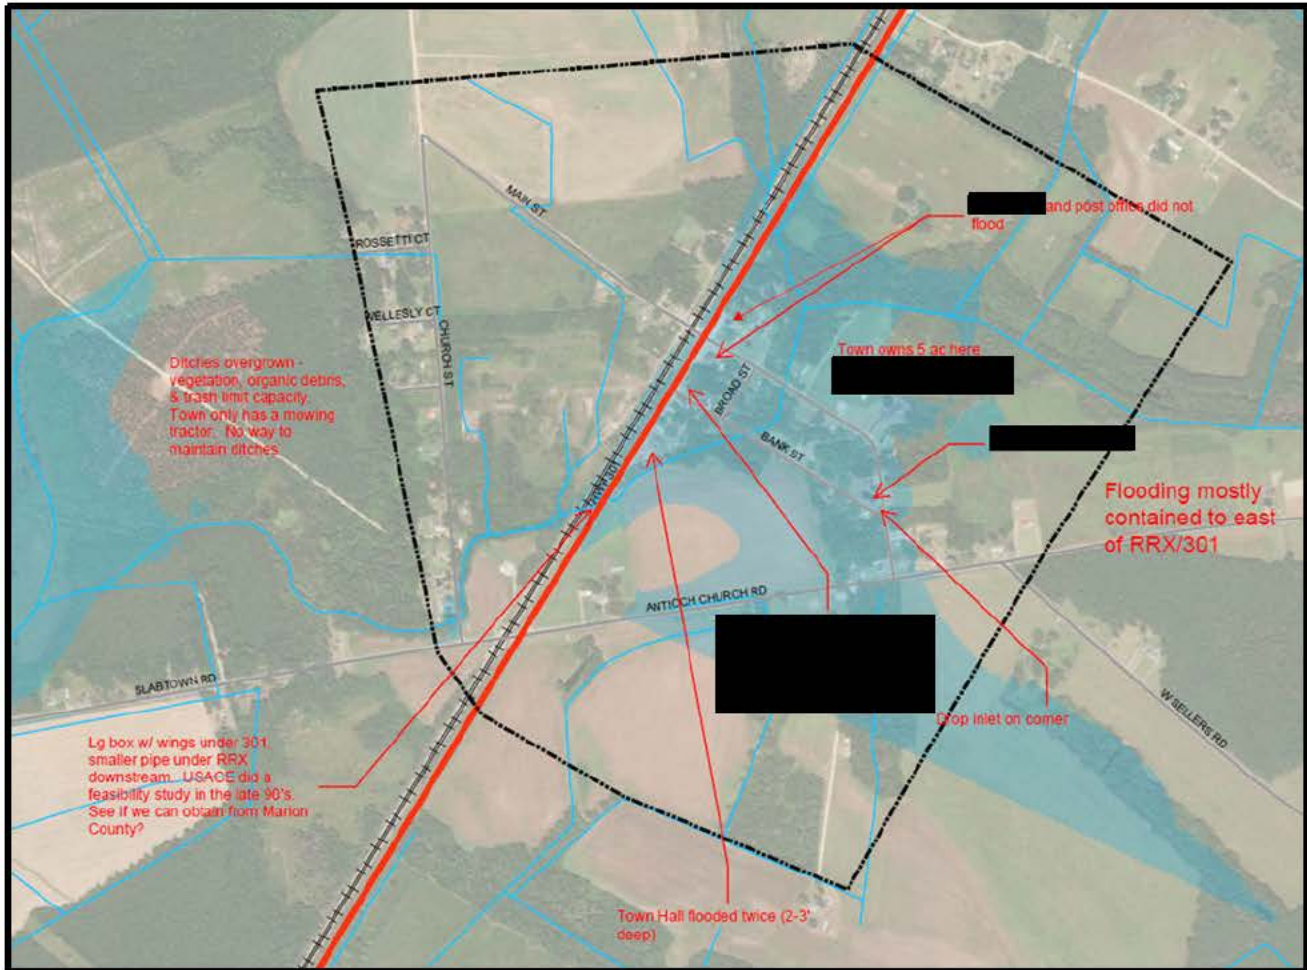 MAIN ST
and post office did not
flood
ROSSETTI CT
WELLESLY CT
CHURCH ST
Ditches overgrown -
vegetation, organic debris,
& trash limit capacity.
Town only has a mowing
tractor. No way to
maintain ditches
Town owns 5 ac here
BROAD ST
BANK ST
HWY 301
Flooding mostly
contained to east
of RRX/301
ANTIOCH CHURCH RD
SLABTOWN RD
W SELLERS RD
Drop inlet on corner
Lg box w/ wings under 301,
smaller pipe under RRX
downstream. USACE did a
feasibility study in the late 90's.
See if we can obtain from Marion
County?
Town Hall flooded twice (2-3'
deep)